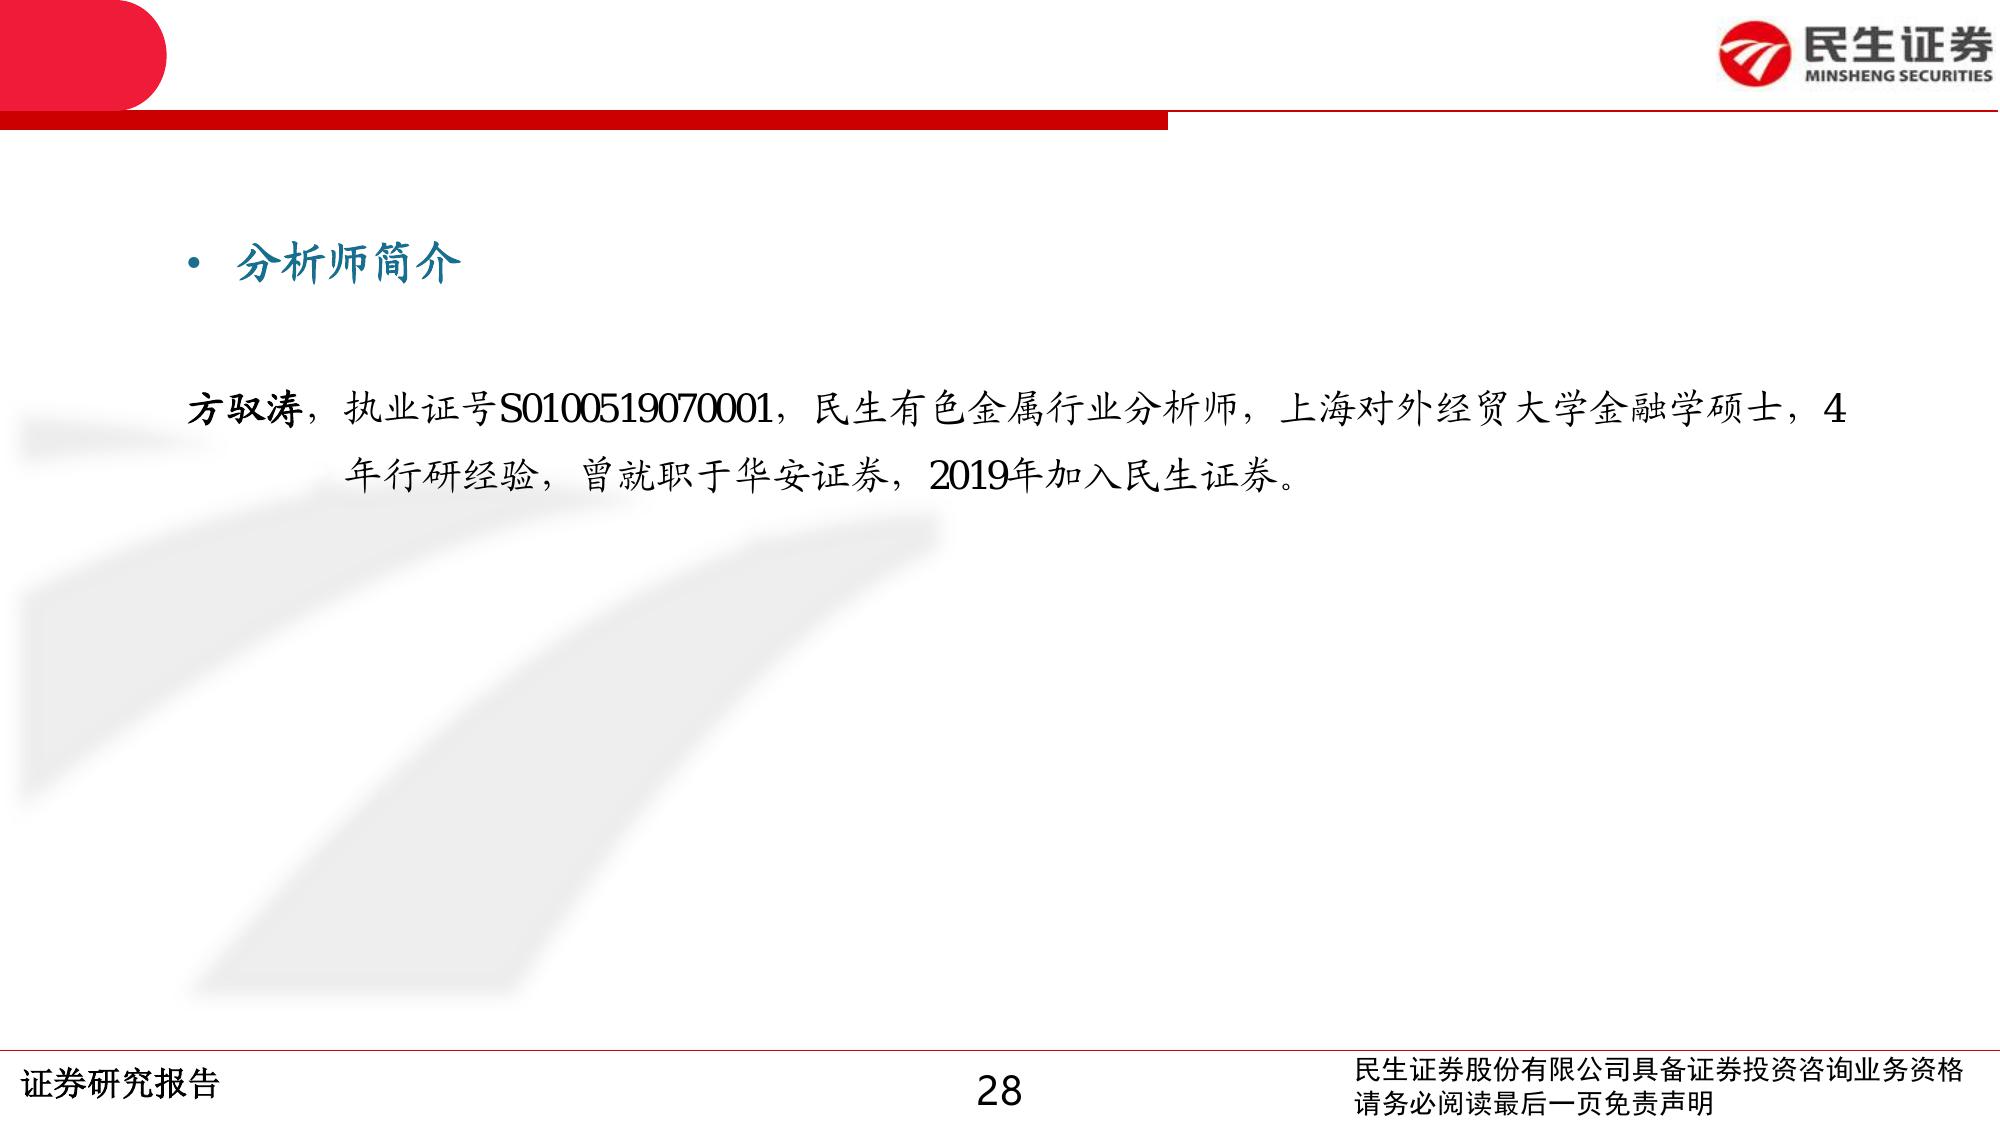 民生证券
MINSHENG SECURITIES
• 分析师简介
方驭涛，执业证号S0100519070001，民生有色金属行业分析师，上海对外经贸大学金融学硕士，4
年行研经验，曾就职于华安证券，2019年加入民生证券。
证券研究报告
28
民生证券股份有限公司具备证券投资咨询业务资格
请务必阅读最后一页免责声明